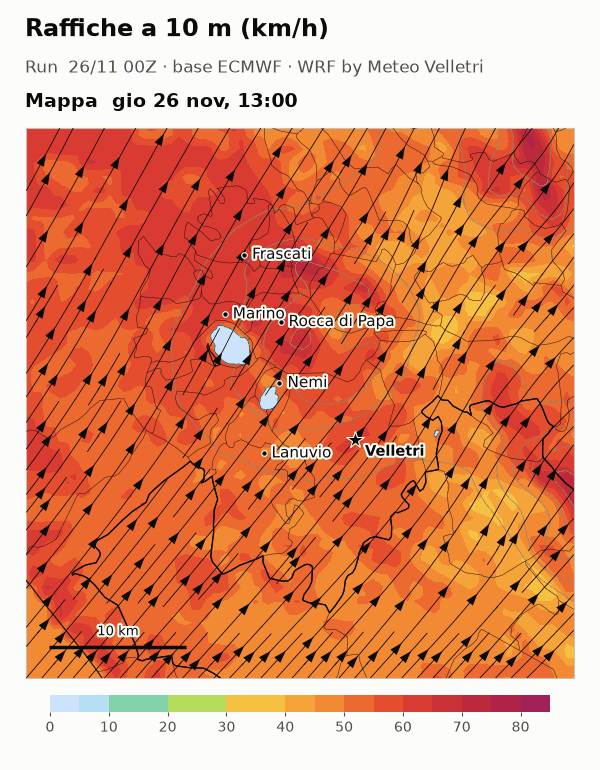 Raffiche a 10 m (km/h)
Run 26/11 00Z · base ECMWF · WRF by Meteo Velletri
Mappa gio 26 nov, 13:00
Frascati
Marino
Rocca di Papa
Nemi
Velletri
Lanuvio
10 km
0 10 20 30 40 50 60 70 80